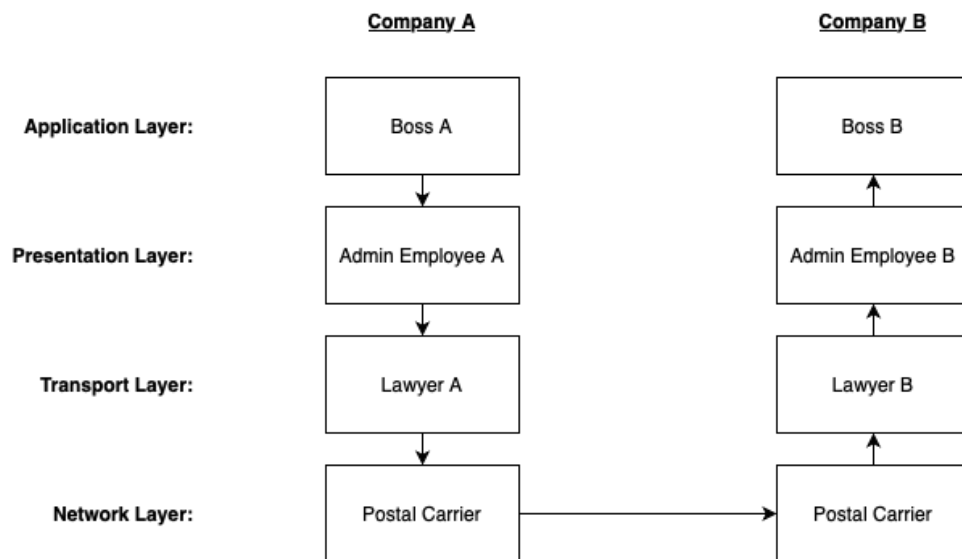 Company A
Company B
Application Layer:
Boss A
Boss B
Presentation Layer:
Admin Employee A
Admin Employee B
Transport Layer:
Lawyer A
Lawyer B
Network Layer:
Postal Carrier
Postal Carrier